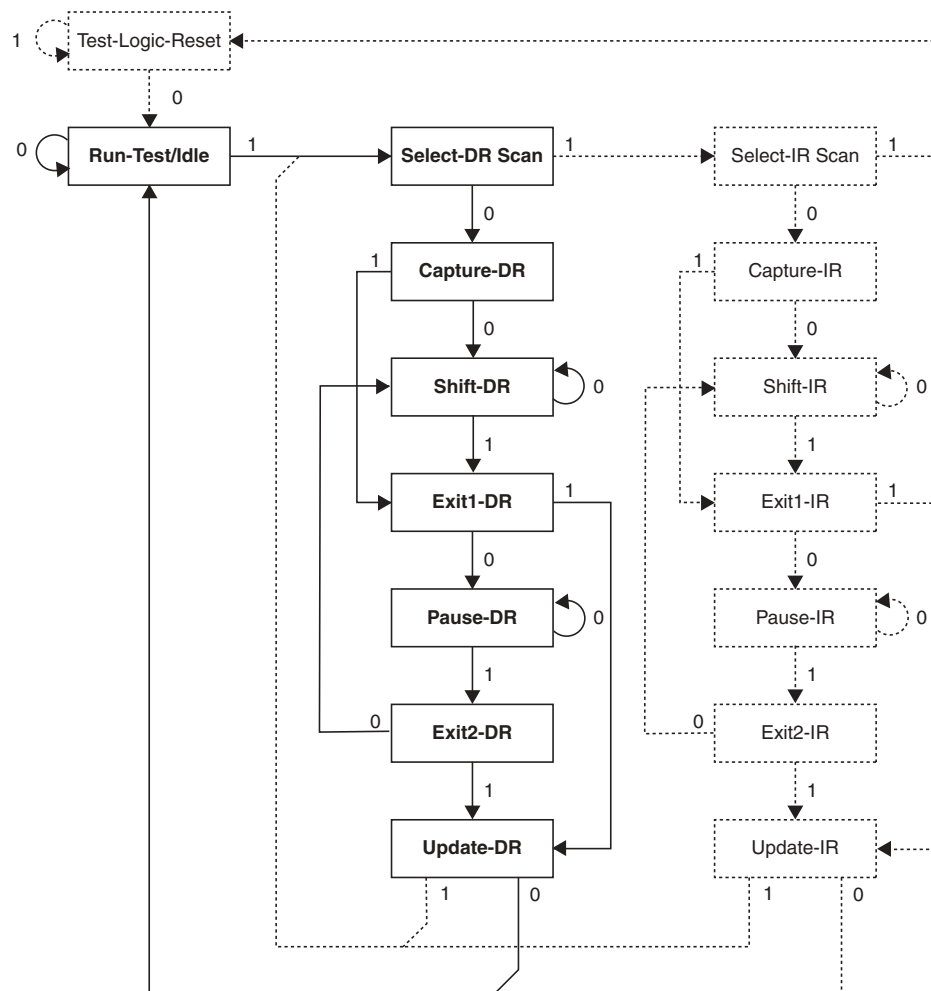 1 Test-Logic-Reset
0
0 Run-Test/Idle 1 Select-DR Scan 1 Select-IR Scan 1
0 0
1 Capture-DR 1 Capture-IR
0 0
Shift-DR 0 Shift-IR 0
1 1
Exit1-DR 1 Exit1-IR 1
0 0
Pause-DR 0 Pause-IR 0
1 1
0 Exit2-DR 0 Exit2-IR
1 1
Update-DR Update-IR
1 0 1 0